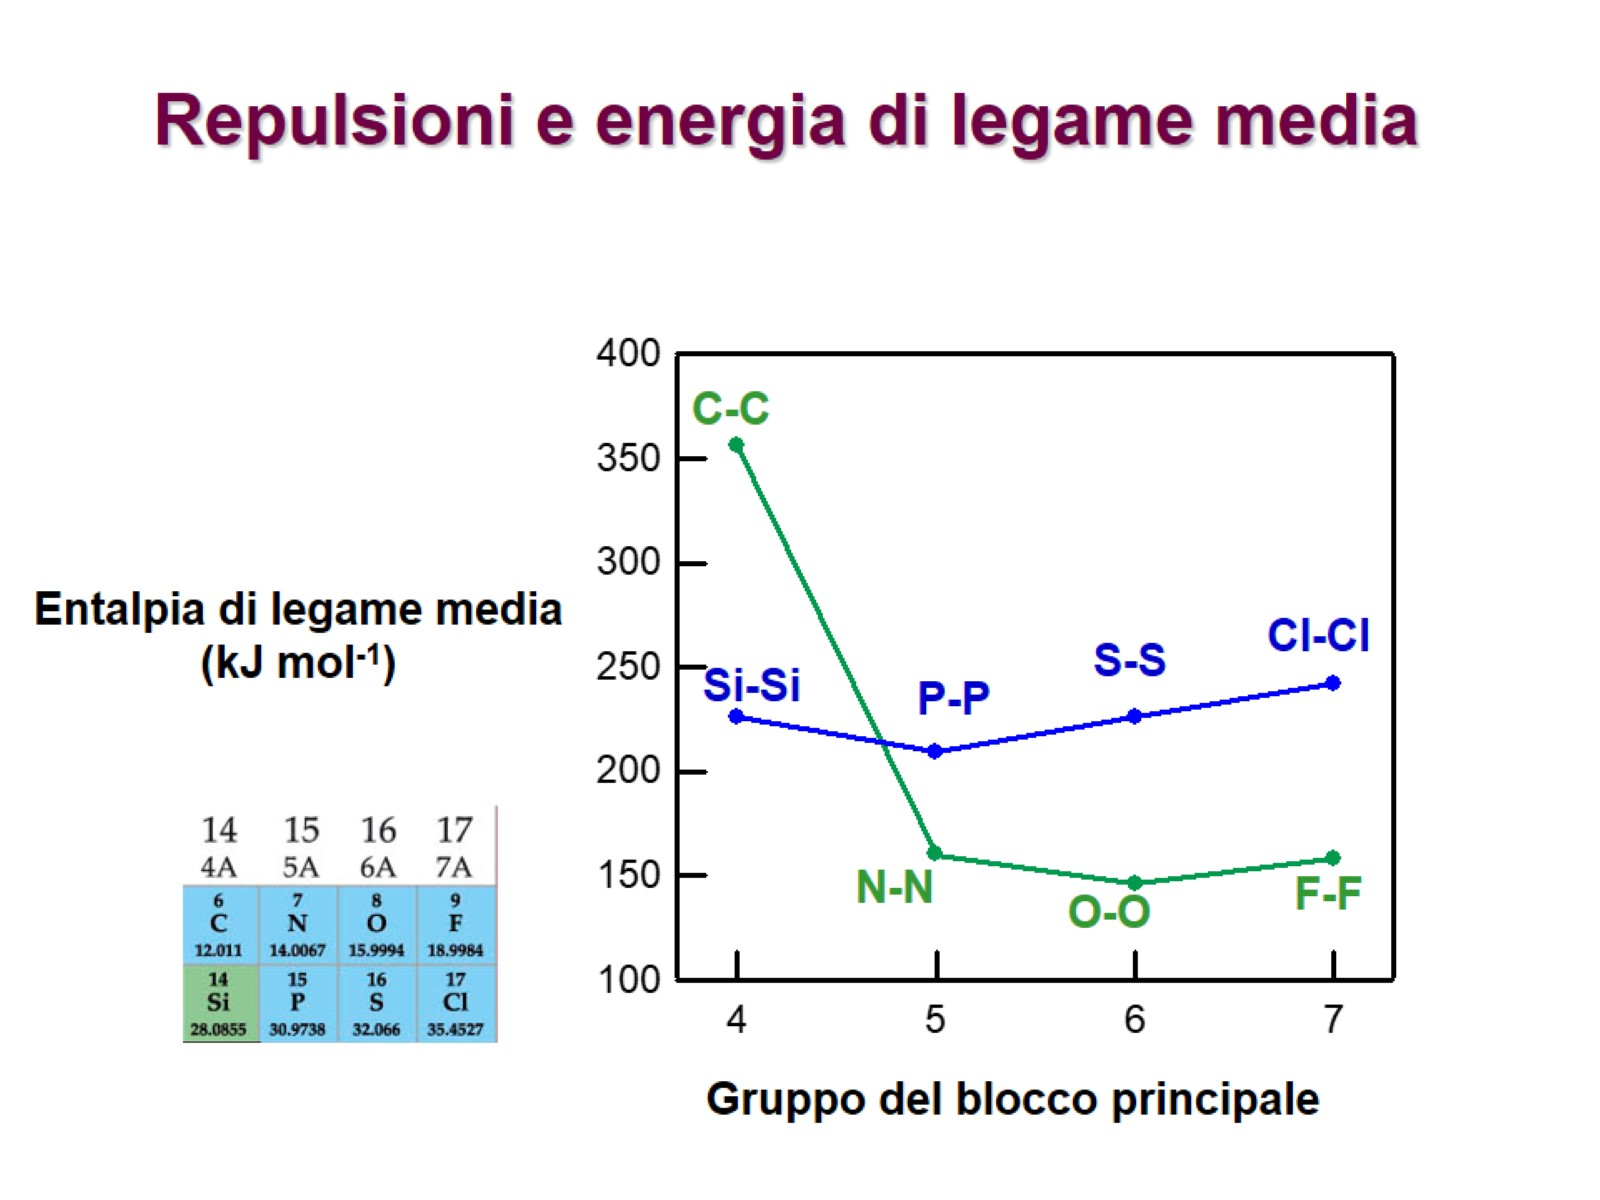 Repulsioni e energia di legame media
400
C-C
350
300
Entalpia di legame media
(kJ mol-1)
250
Si-Si
P-P
S-S
Cl-Cl
200
150
N-N
O-O
F-F
100
4 5 6 7
Gruppo del blocco principale
14 15 16 17
4A 5A 6A 7A
6 7 8 9
C N O F
12.011 14.0067 15.9994 18.9984
14 15 16 17
Si P S Cl
28.0855 30.9738 32.066 35.4527